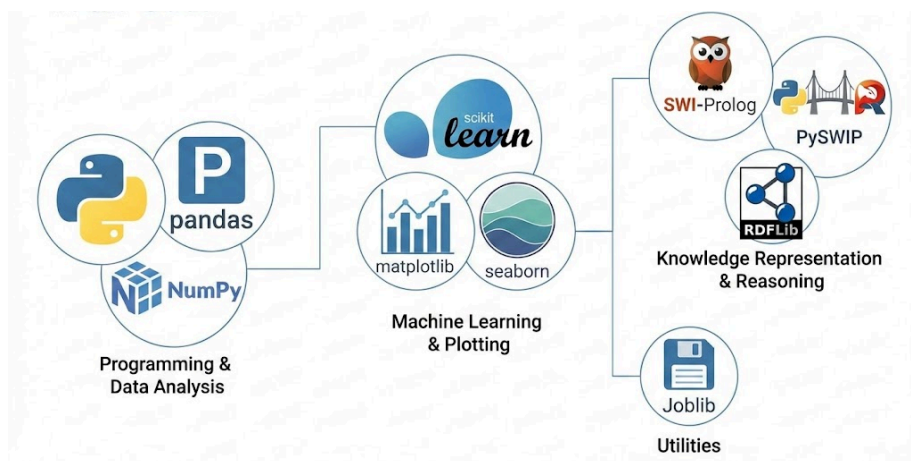 P
pandas
NumPy
Programming &
Data Analysis
scikit
learn
matplotlib
seaborn
Machine Learning
& Plotting
SWI-Prolog
R
PySWIP
RDFLib
Knowledge Representation
& Reasoning
Joblib
Utilities